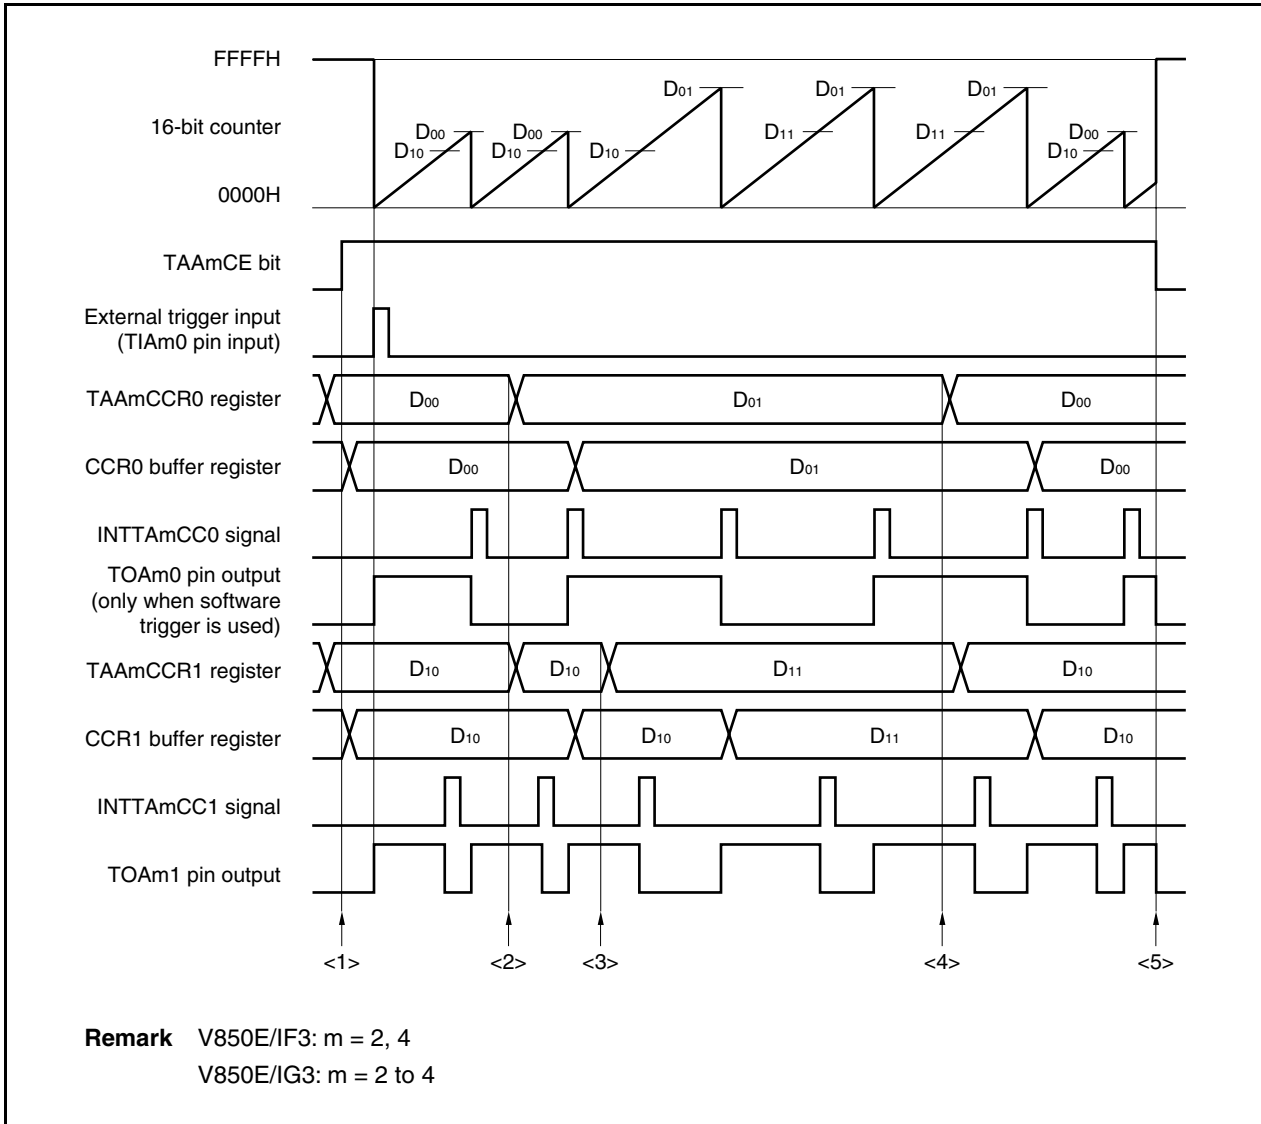 FFFFH
D01 D01 D01
16-bit counter
D00 D00 D11 D11 D00
D10 D10 D10 D10
0000H
TAAmCE bit
External trigger input
(TIAm0 pin input)
TAAmCCR0 register D00 D01 D00
CCR0 buffer register D00 D01 D00
INTTAmCC0 signal
TOAm0 pin output
(only when software
trigger is used)
TAAmCCR1 register D10 D10 D11 D10
CCR1 buffer register D10 D10 D11 D10
INTTAmCC1 signal
TOAm1 pin output
<1> <2> <3> <4> <5>
Remark V850E/IF3: m = 2, 4
V850E/IG3: m = 2 to 4